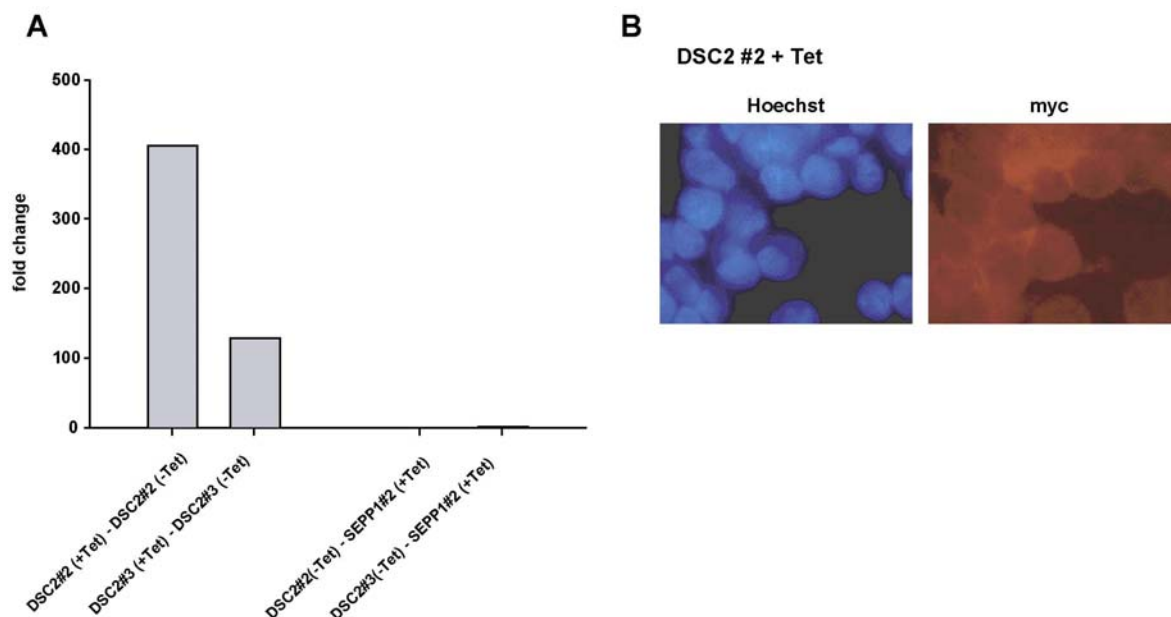 A
fold change
500
400
300
200
100
0
DSC2#2 (+Tet) - DSC2#2 (-Tet)
DSC2#3 (+Tet) - DSC2#3 (-Tet)
DSC2#2(-Tet) - SEPP1#2 (+Tet)
DSC2#3(-Tet) - SEPP1#2 (+Tet)
B
DSC2 #2 + Tet
Hoechst
myc